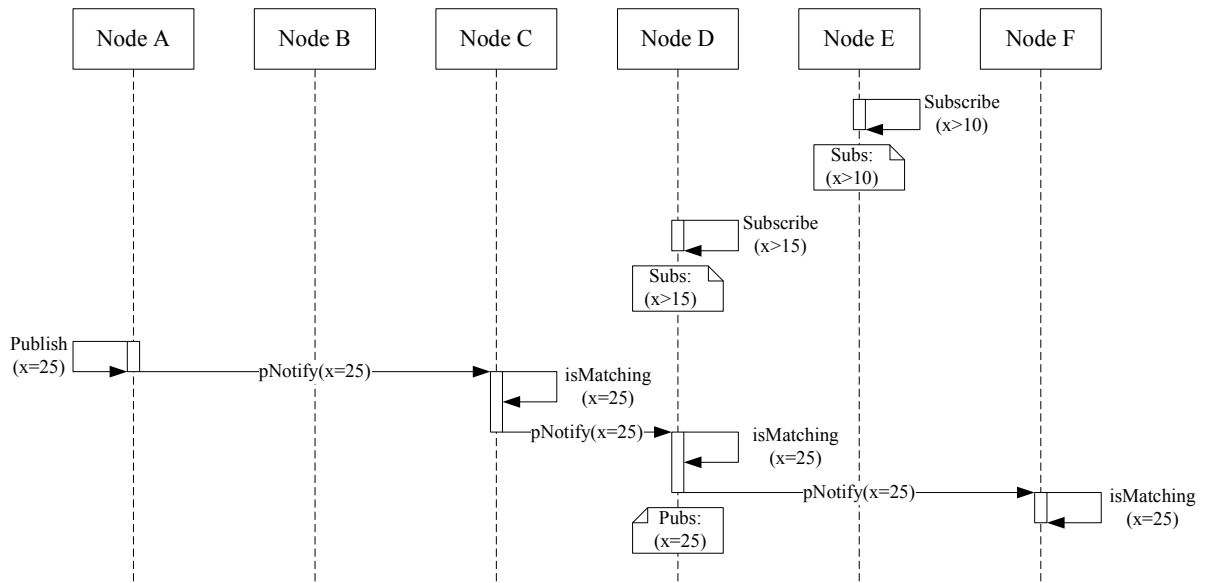 Node A
Node B
Node C
Node D
Node E
Node F
Subscribe
(x>10)
Subs:
(x>10)
Subscribe
(x>15)
Subs:
(x>15)
Publish
(x=25)
pNotify(x=25)
isMatching
(x=25)
pNotify(x=25)
isMatching
(x=25)
pNotify(x=25)
isMatching
(x=25)
Pubs:
(x=25)